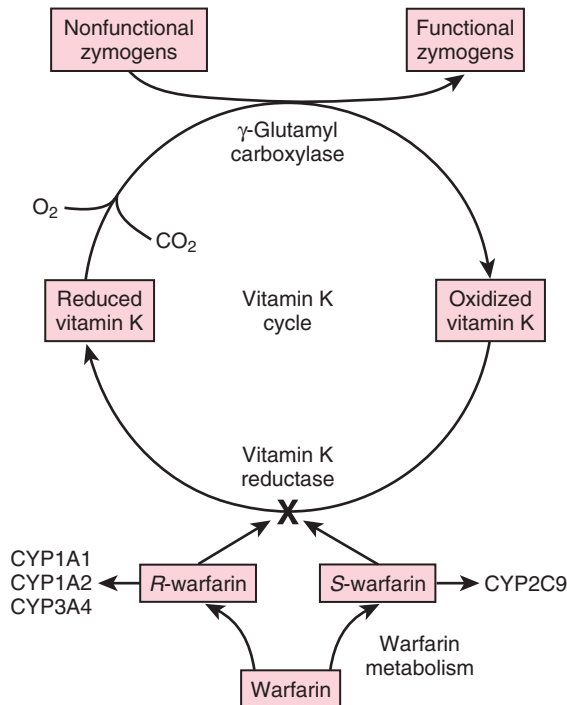 Nonfunctional
zymogens
Functional
zymogens
γ-Glutamyl
carboxylase
O₂
CO₂
Reduced
vitamin K
Vitamin K
cycle
Oxidized
vitamin K
Vitamin K
reductase
X
CYP1A1
CYP1A2
CYP3A4
R-warfarin
S-warfarin
CYP2C9
Warfarin
metabolism
Warfarin